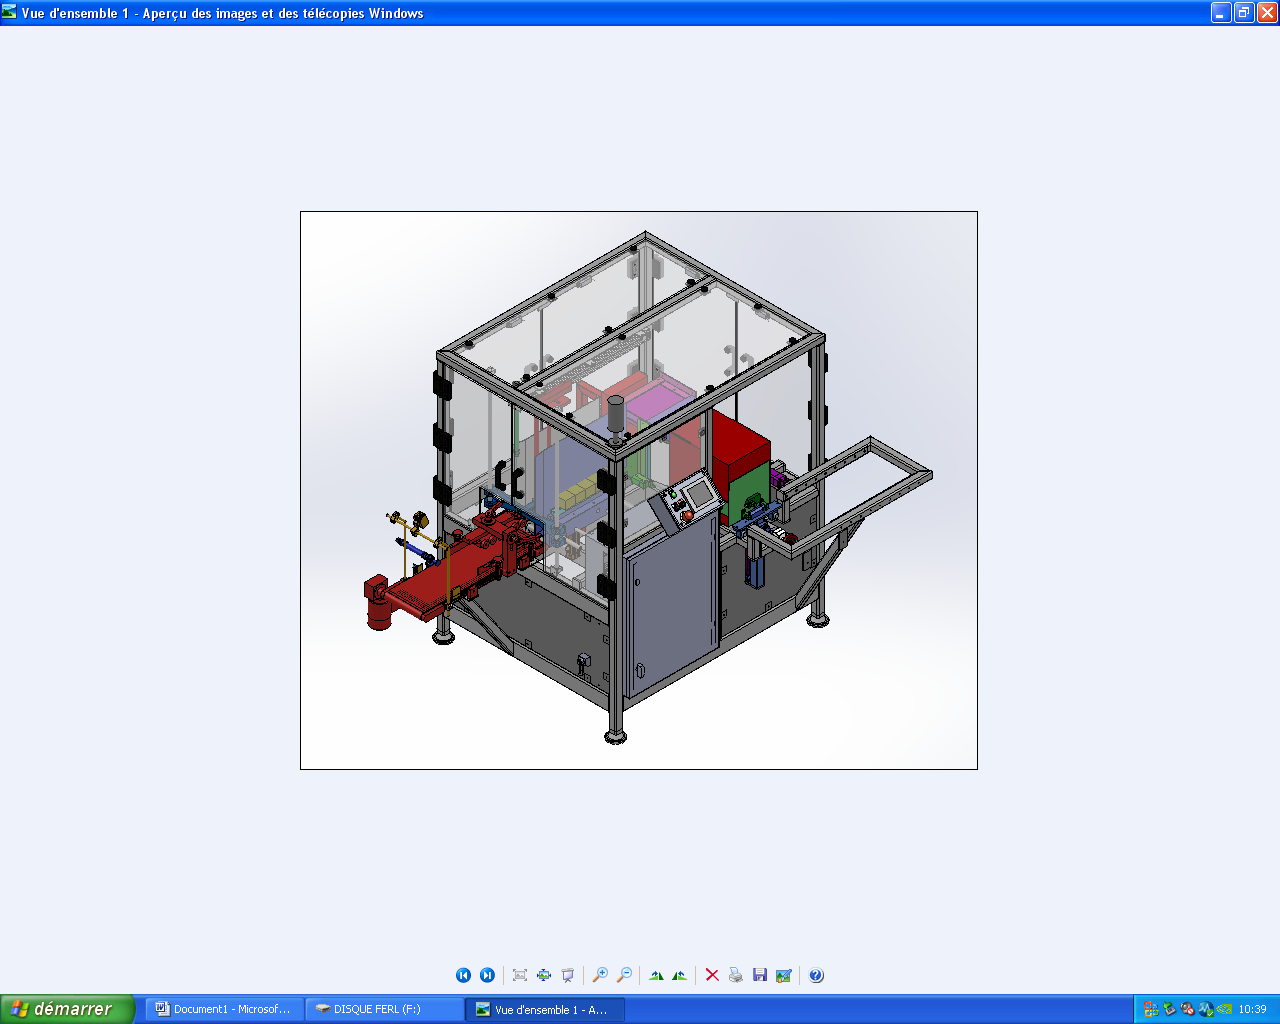 Vue d'ensemble 1 - Aperçu des images et des télécopies Windows
démarrer
Document1 - Microsof...
DISQUE FERL (F:)
Vue d'ensemble 1 - A...
10:39